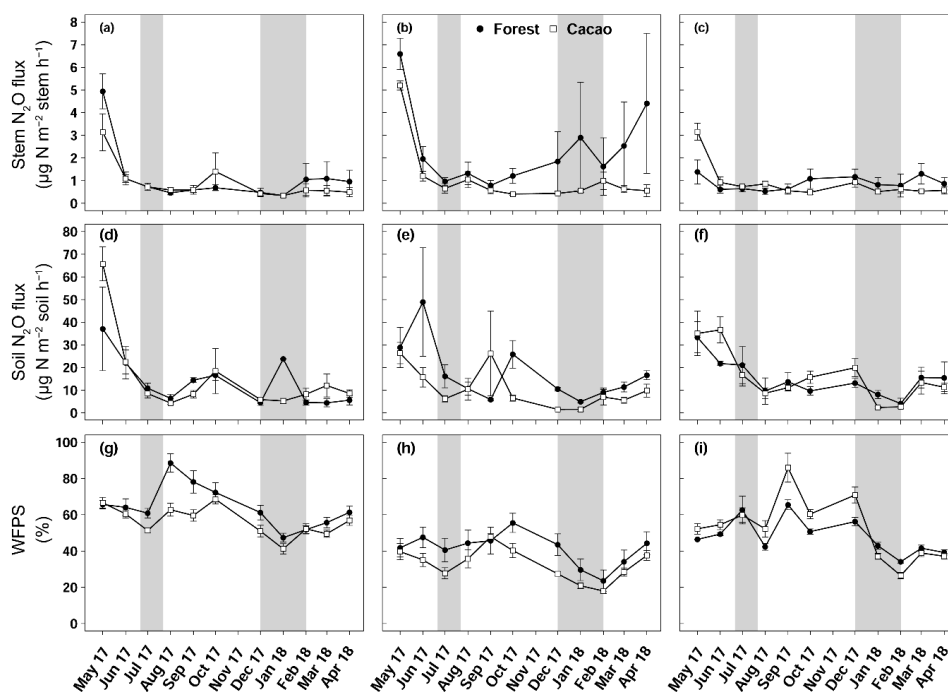 (a)
(b)
Forest
Cacao
(c)
Stem N₂O flux
(µg N m⁻² stem h⁻¹)
8
7
6
5
4
3
2
1
0
(d)
(e)
(f)
Soil N₂O flux
(µg N m⁻² soil h⁻¹)
80
70
60
50
40
30
20
10
0
(g)
(h)
(i)
WFPS
(%)
100
80
60
40
20
0
May 17
Jun 17
Jul 17
Aug 17
Sep 17
Oct 17
Nov 17
Dec 17
Jan 18
Feb 18
Mar 18
Apr 18
May 17
Jun 17
Jul 17
Aug 17
Sep 17
Oct 17
Nov 17
Dec 17
Jan 18
Feb 18
Mar 18
Apr 18
May 17
Jun 17
Jul 17
Aug 17
Sep 17
Oct 17
Nov 17
Dec 17
Jan 18
Feb 18
Mar 18
Apr 18